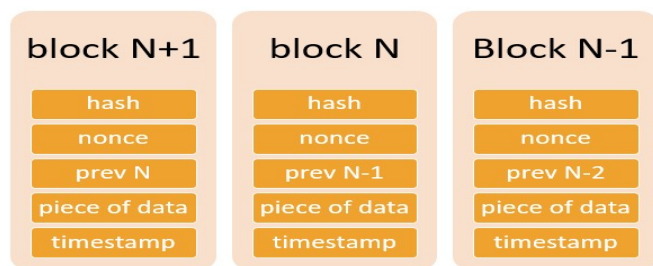 block N+1
hash
nonce
prev N
piece of data
timestamp
block N
hash
nonce
prev N-1
piece of data
timestamp
Block N-1
hash
nonce
prev N-2
piece of data
timestamp